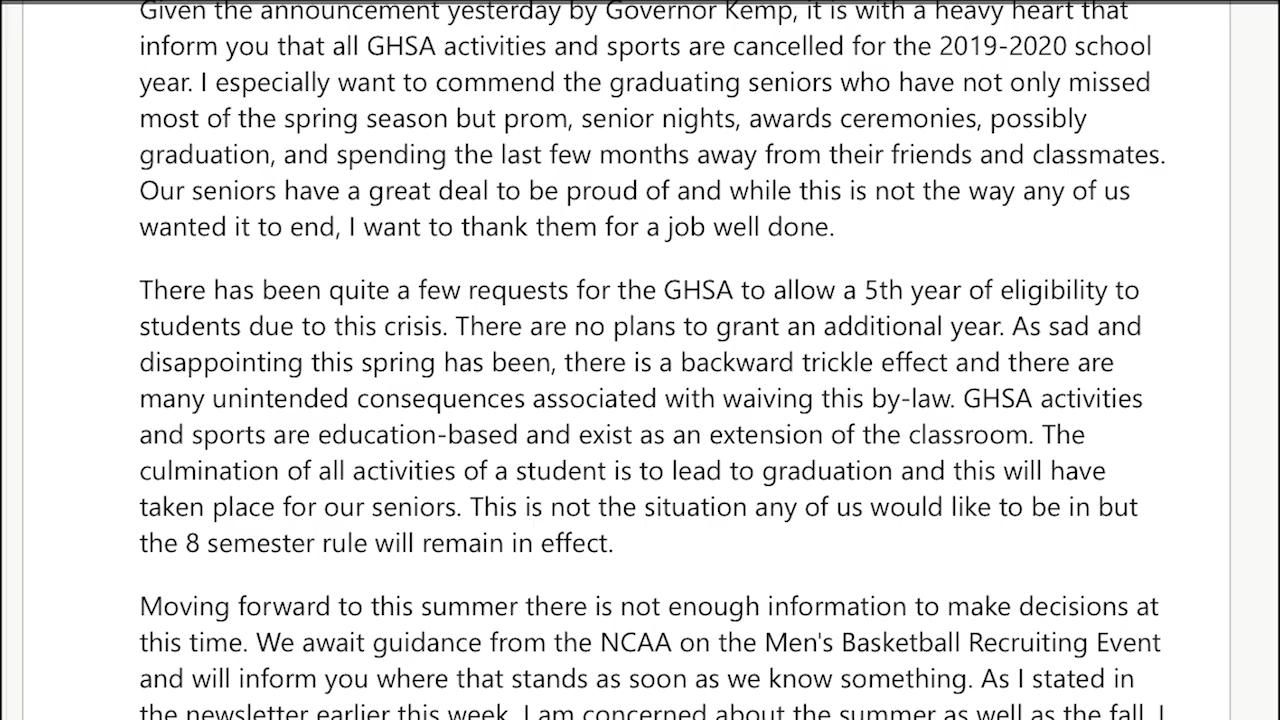 Given the announcement yesterday by Governor Kemp, it is with a heavy heart that
inform you that all GHSA activities and sports are cancelled for the 2019-2020 school
year. I especially want to commend the graduating seniors who have not only missed
most of the spring season but prom, senior nights, awards ceremonies, possibly
graduation, and spending the last few months away from their friends and classmates.
Our seniors have a great deal to be proud of and while this is not the way any of us
wanted it to end, I want to thank them for a job well done.
There has been quite a few requests for the GHSA to allow a 5th year of eligibility to
students due to this crisis. There are no plans to grant an additional year. As sad and
disappointing this spring has been, there is a backward trickle effect and there are
many unintended consequences associated with waiving this by-law. GHSA activities
and sports are education-based and exist as an extension of the classroom. The
culmination of all activities of a student is to lead to graduation and this will have
taken place for our seniors. This is not the situation any of us would like to be in but
the 8 semester rule will remain in effect.
Moving forward to this summer there is not enough information to make decisions at
this time. We await guidance from the NCAA on the Men's Basketball Recruiting Event
and will inform you where that stands as soon as we know something. As I stated in
the newsletter earlier this week, I am concerned about the summer as well as the fall. I